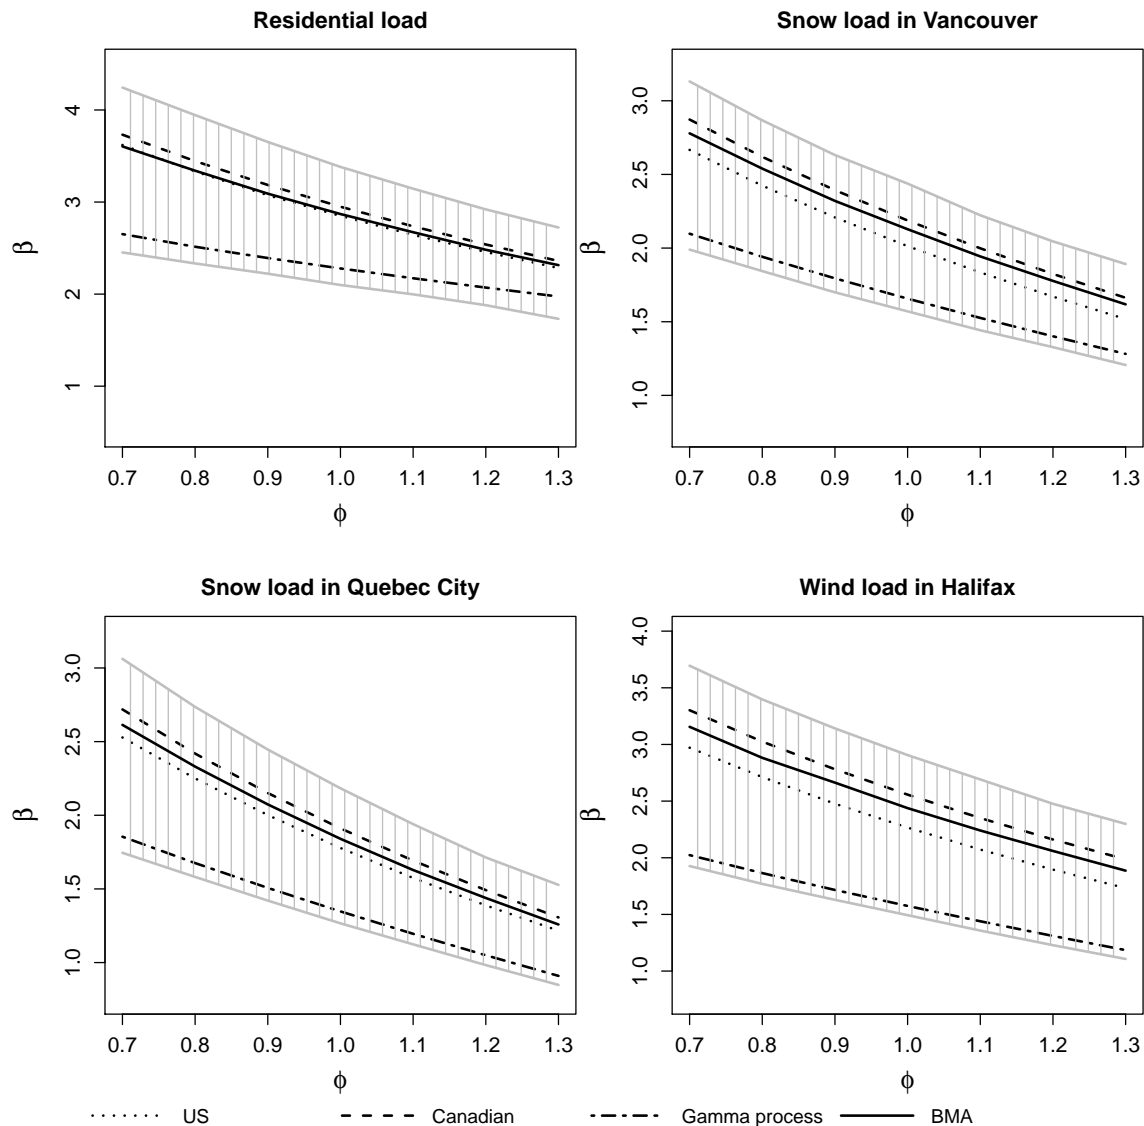 Residential load
4
3
2
1
β
0.7 0.8 0.9 1.0 1.1 1.2 1.3
ϕ
Snow load in Vancouver
3.0
2.5
2.0
1.5
1.0
β
0.7 0.8 0.9 1.0 1.1 1.2 1.3
ϕ
Snow load in Quebec City
3.0
2.5
2.0
1.5
1.0
β
0.7 0.8 0.9 1.0 1.1 1.2 1.3
ϕ
Wind load in Halifax
4.0
3.5
3.0
2.5
2.0
1.5
1.0
β
0.7 0.8 0.9 1.0 1.1 1.2 1.3
ϕ
US Canadian Gamma process BMA